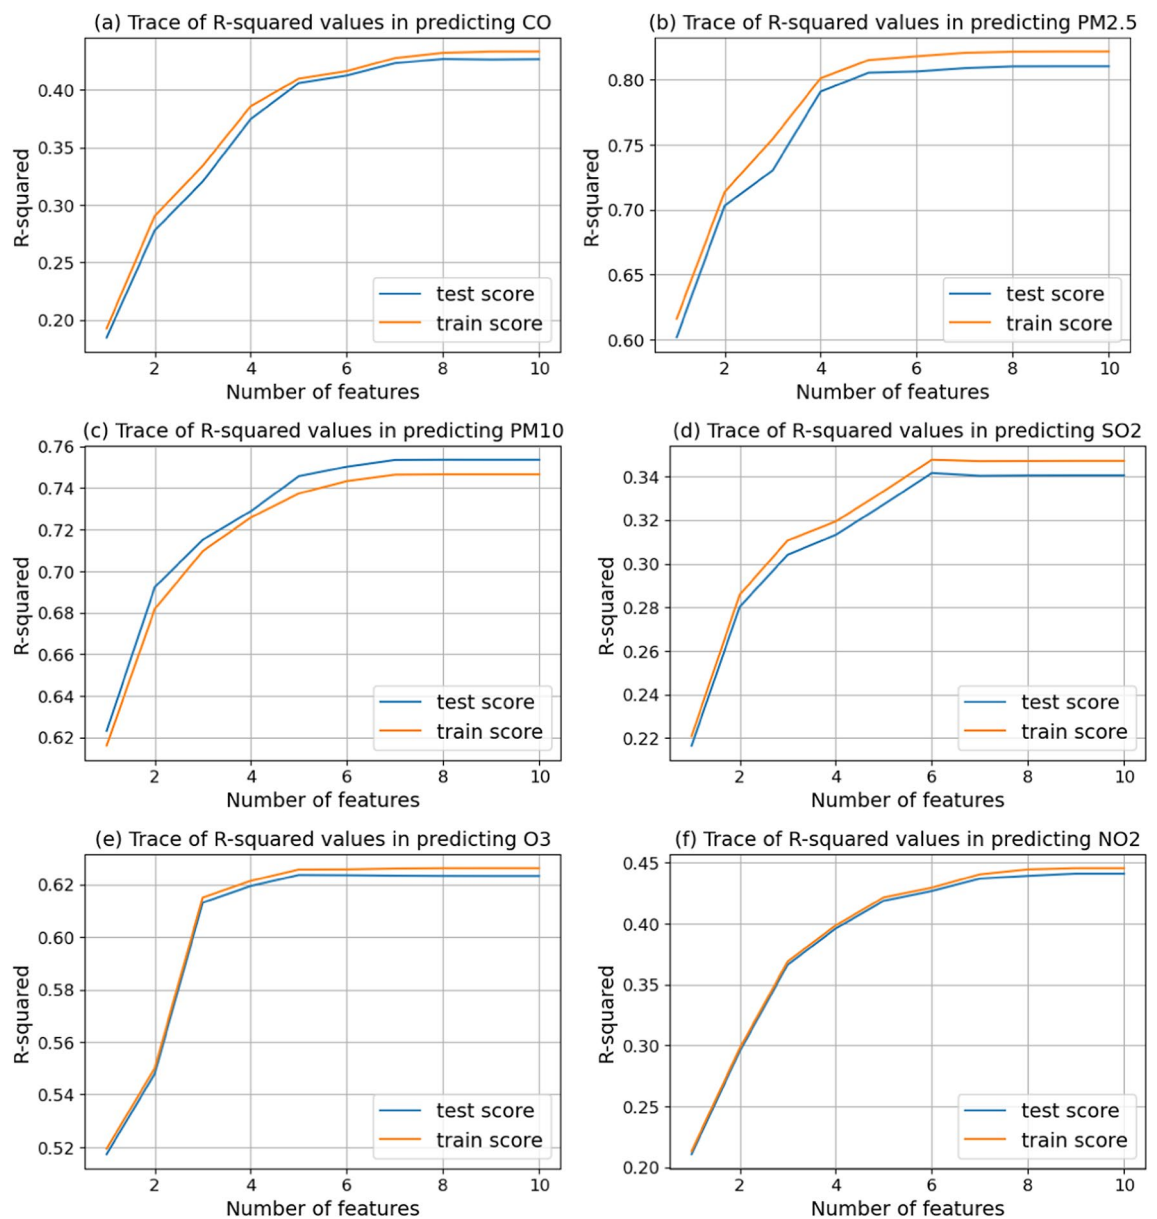 (a) Trace of R-squared values in predicting CO
0.40
0.35
0.30
0.25
0.20
R-squared
test score
train score
2 4 6 8 10
Number of features
(b) Trace of R-squared values in predicting PM2.5
0.80
0.75
0.70
0.65
0.60
R-squared
test score
train score
2 4 6 8 10
Number of features
(c) Trace of R-squared values in predicting PM10
0.76
0.74
0.72
0.70
0.68
0.66
0.64
0.62
R-squared
test score
train score
2 4 6 8 10
Number of features
(d) Trace of R-squared values in predicting SO2
0.34
0.32
0.30
0.28
0.26
0.24
0.22
R-squared
test score
train score
2 4 6 8 10
Number of features
(e) Trace of R-squared values in predicting O3
0.62
0.60
0.58
0.56
0.54
0.52
R-squared
test score
train score
2 4 6 8 10
Number of features
(f) Trace of R-squared values in predicting NO2
0.45
0.40
0.35
0.30
0.25
0.20
R-squared
test score
train score
2 4 6 8 10
Number of features